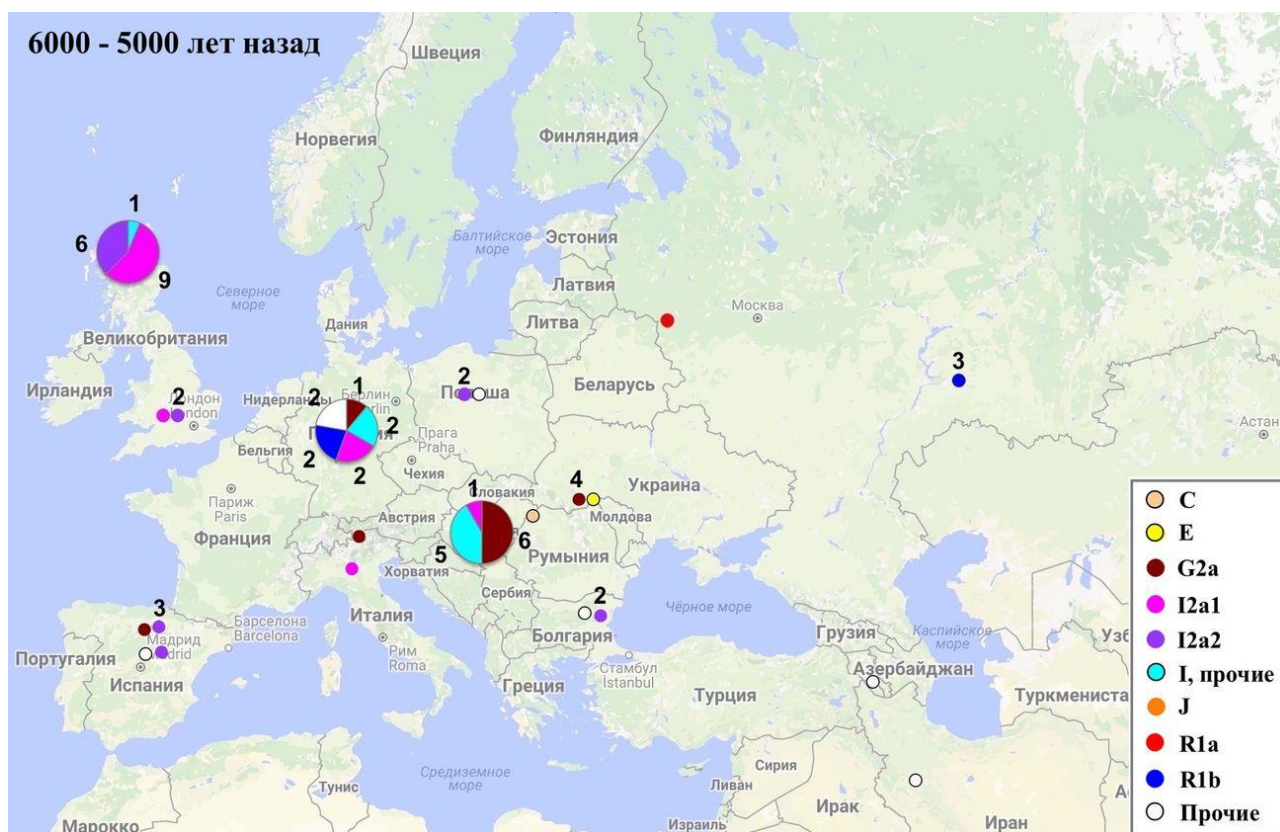 6000 - 5000 лет назад
Швеция
Норвегия
Финляндия
1
6
9
Балтийское
море
Эстония
Северное
море
Латвия
Москва
Дания
Литва
Великобритания
3
Ирландия
2
Лондон
London
Нидерланды
2
1
Берлин
2
Беларусь
Астан
2
2
2
Бельгия
Прага
Praha
Чехия
Париж
Paris
1
4
Украина
Словакия
Молдова
Австрия
Франция
5
6
Румыния
Хорватия
Сербия
2
3
Барселона
Barcelona
Италия
Чёрное море
Мадрид
Madrid
Рим
Roma
Болгария
Грузия
Каспийское
море
Узб
Португалия
Испания
Стамбул
Istanbul
Азербайджан
Греция
Турция
Туркмениста
Средиземное
море
Тунис
Сирия
Ливан
Ирак
Иран
Марокко
Израиль
C
E
G2a
I2a1
I2a2
I, прочие
J
R1a
R1b
Прочие